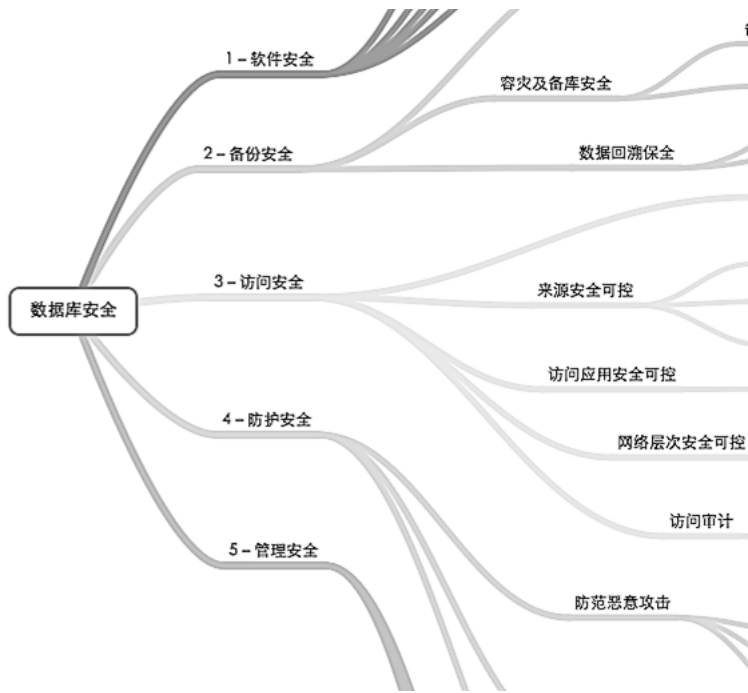 1 – 软件安全
容灾及备库安全
2 – 备份安全
数据回溯保全
3 – 访问安全
来源安全可控
数据库安全
访问应用安全可控
4 – 防护安全
网络层次安全可控
访问审计
5 – 管理安全
防范恶意攻击